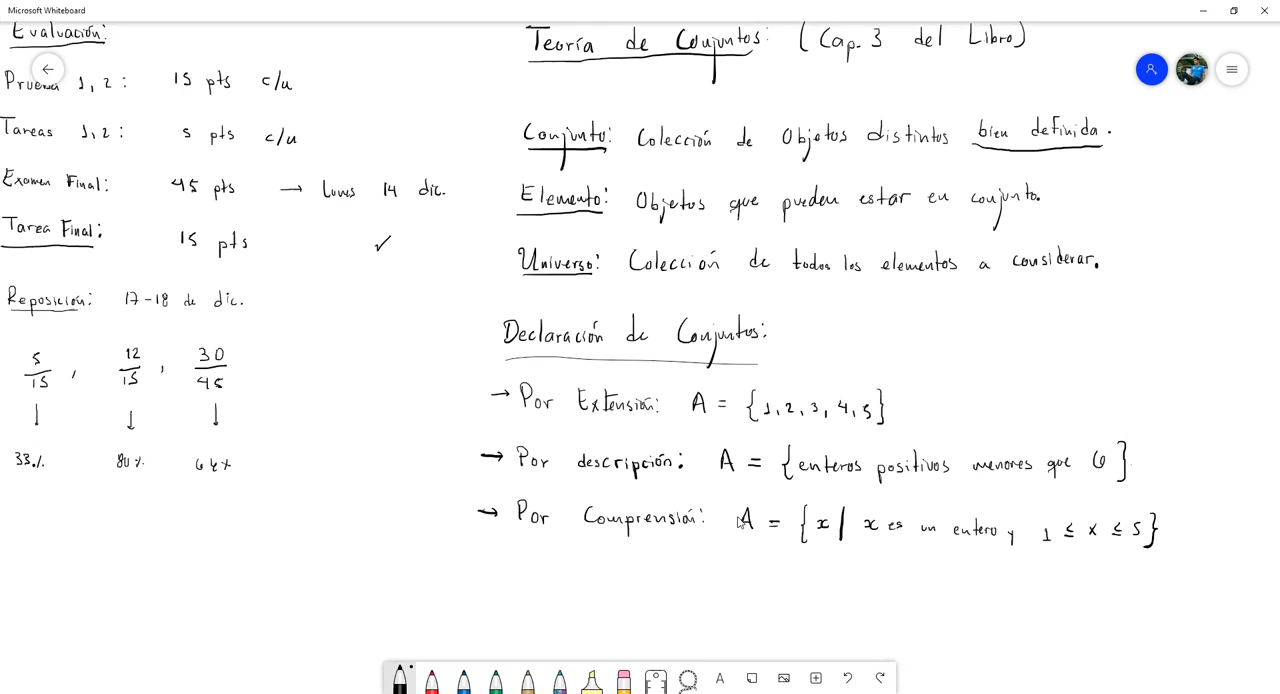 Microsoft Whiteboard
Evaluación:
Prueba 1, 2: 15 pts c/u
Tareas 1, 2: 5 pts c/u
Examen Final: 45 pts → Lunes 14 dic.
Tarea Final: 15 pts ✓
Reposición: 17-18 de dic.
5/15 , 12/15 , 30/45
↓ ↓ ↓
33% 80% 64%
Teoría de Conjuntos: (Cap. 3 del Libro)
Conjunto: Colección de Objetos distintos bien definida.
Elemento: Objetos que pueden estar en conjunto.
Universo: Colección de todos los elementos a considerar.
Declaración de Conjuntos:
→ Por Extensión: A = {1, 2, 3, 4, 5}
→ Por descripción: A = {enteros positivos menores que 6}
→ Por Comprensión: A = {x | x es un entero y 1 ≤ x ≤ 5}
A